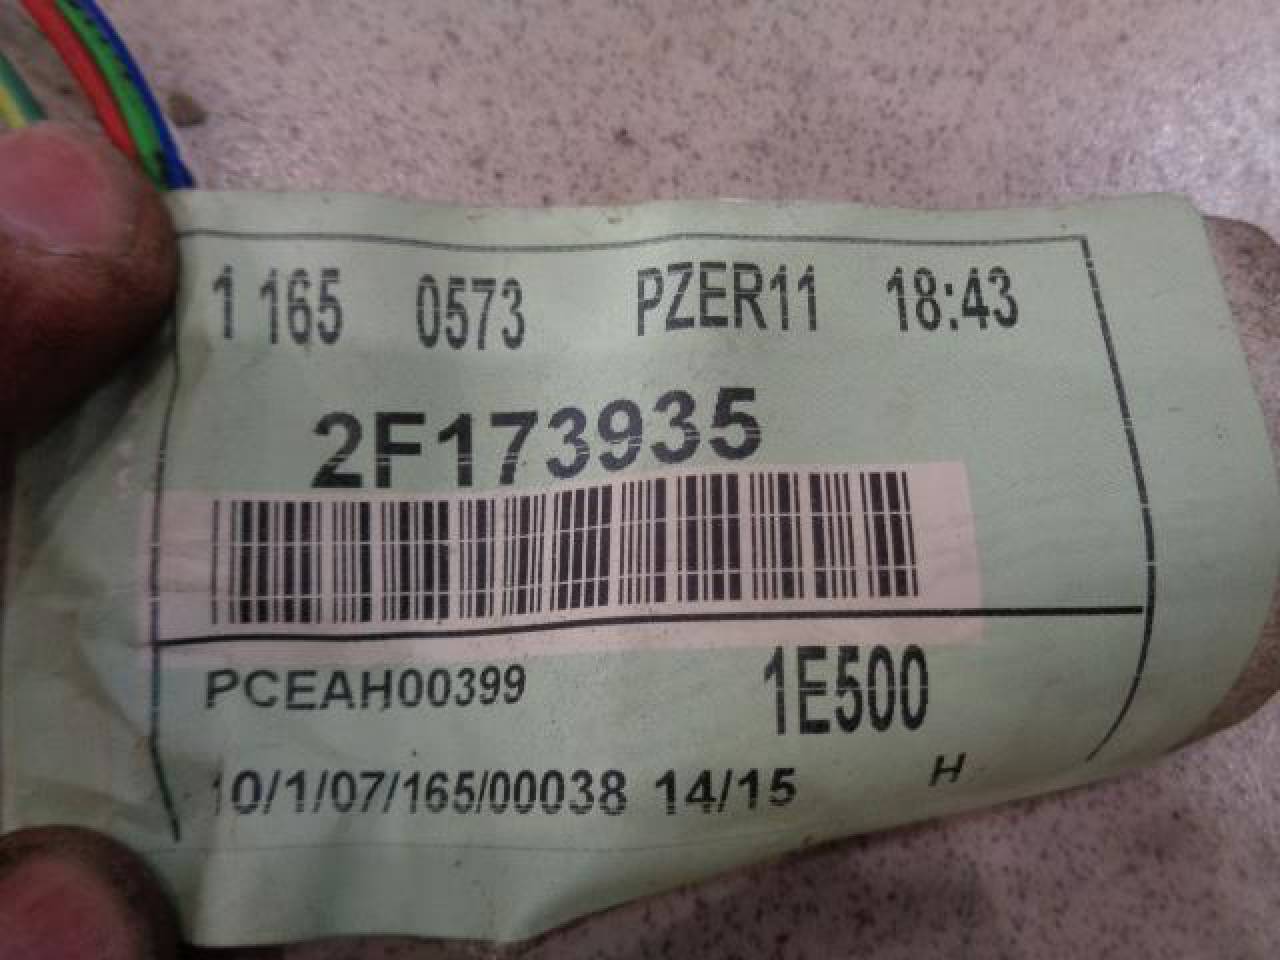 1 165 0573 PZER11 18:43
2F173935
PCEAH00399 1E500
10/1/07/165/00038 14/15 H